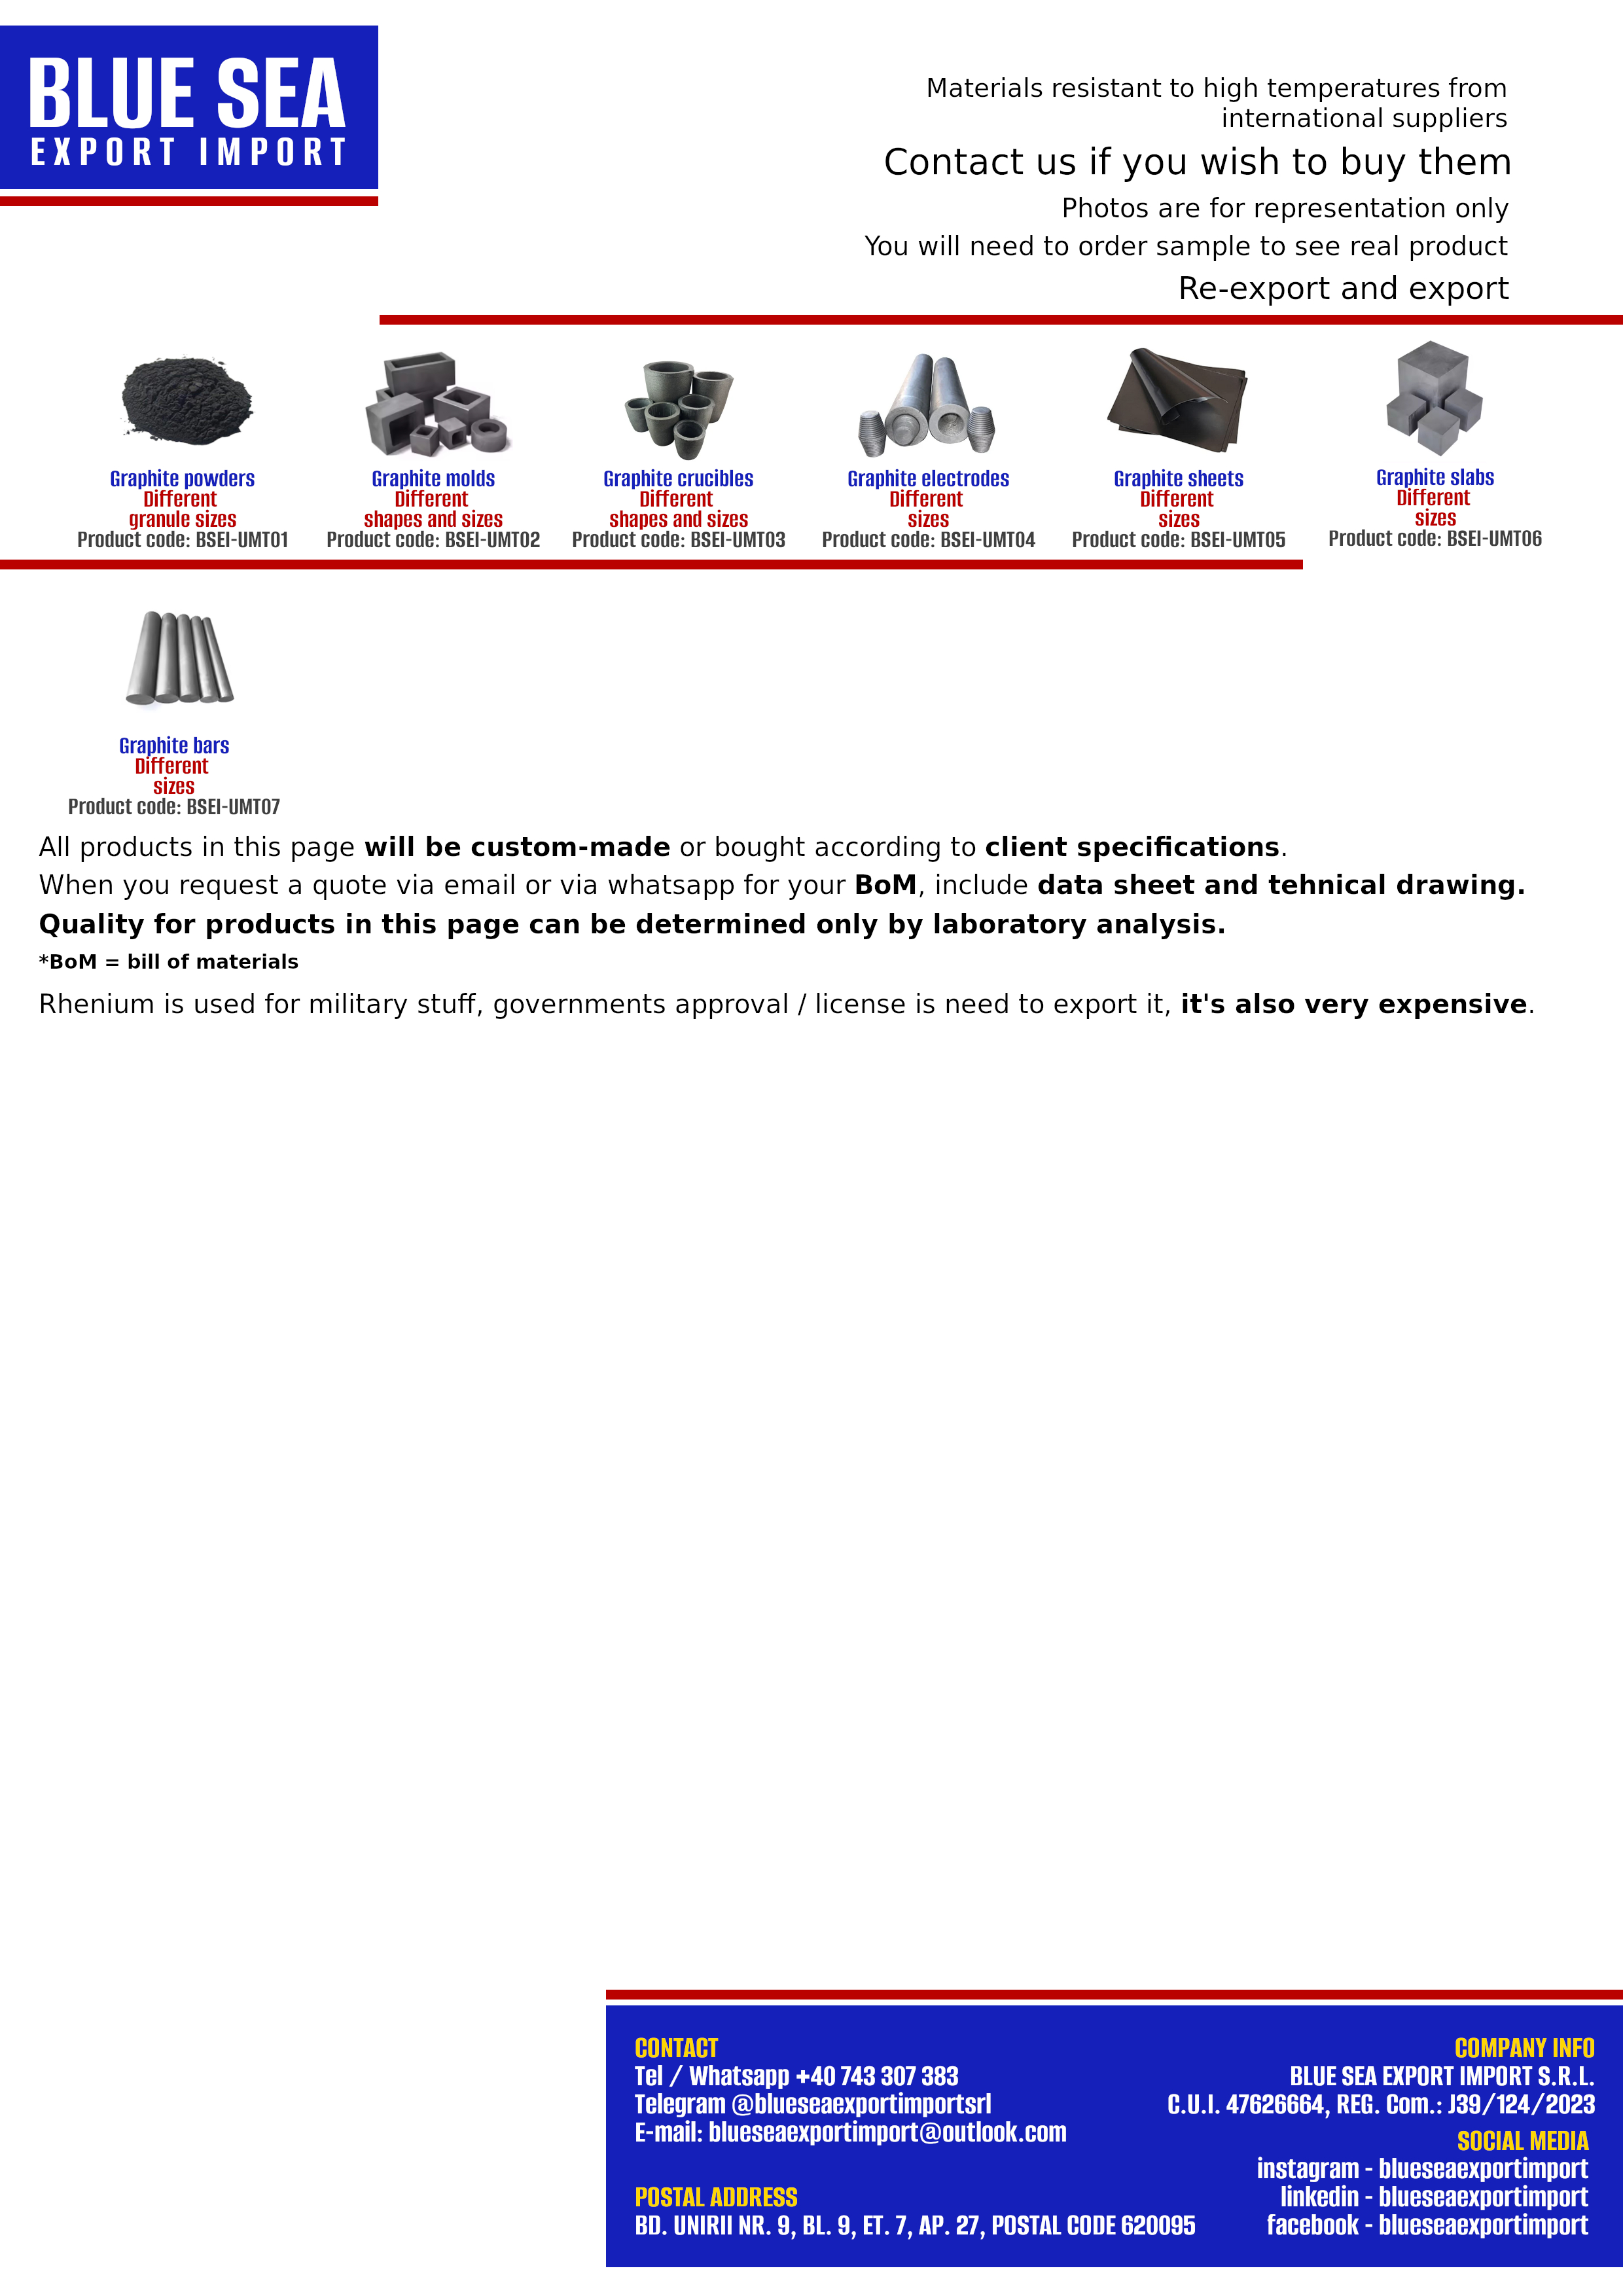 BLUE SEA
EXPORT IMPORT
Materials resistant to high temperatures from
international suppliers
Contact us if you wish to buy them
Photos are for representation only
You will need to order sample to see real product
Re-export and export
Graphite powders
Different
granule sizes
Product code: BSEI-UMT01
Graphite molds
Different
shapes and sizes
Product code: BSEI-UMT02
Graphite crucibles
Different
shapes and sizes
Product code: BSEI-UMT03
Graphite electrodes
Different
sizes
Product code: BSEI-UMT04
Graphite sheets
Different
sizes
Product code: BSEI-UMT05
Graphite slabs
Different
sizes
Product code: BSEI-UMT06
Graphite bars
Different
sizes
Product code: BSEI-UMT07
All products in this page will be custom-made or bought according to client specifications.
When you request a quote via email or via whatsapp for your BoM, include data sheet and tehnical drawing.
Quality for products in this page can be determined only by laboratory analysis.
*BoM = bill of materials
Rhenium is used for military stuff, governments approval / license is need to export it, it's also very expensive.
CONTACT
Tel / Whatsapp +40 743 307 383
Telegram @blueseaexportimportsrl
E-mail: blueseaexportimport@outlook.com
POSTAL ADDRESS
BD. UNIRII NR. 9, BL. 9, ET. 7, AP. 27, POSTAL CODE 620095
COMPANY INFO
BLUE SEA EXPORT IMPORT S.R.L.
C.U.I. 47626664, REG. Com.: J39/124/2023
SOCIAL MEDIA
instagram - blueseaexportimport
linkedin - blueseaexportimport
facebook - blueseaexportimport